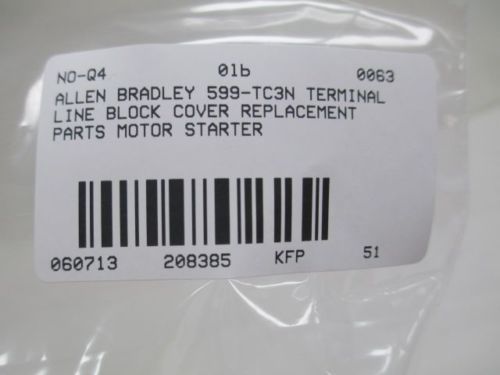 NO-Q4 01b 0063
ALLEN BRADLEY 599-TC3N TERMINAL
LINE BLOCK COVER REPLACEMENT
PARTS MOTOR STARTER
060713 208385 KFP 51